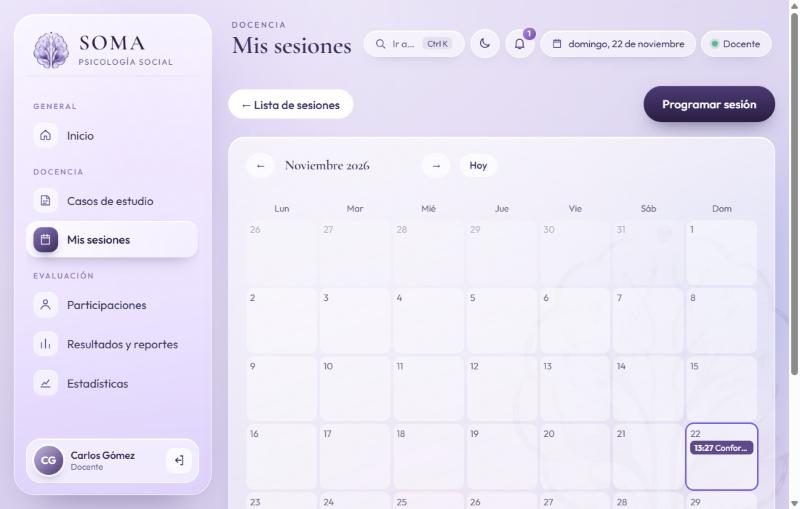 SOMA
PSICOLOGÍA SOCIAL
GENERAL
Inicio
DOCENCIA
Casos de estudio
Mis sesiones
EVALUACIÓN
Participaciones
Resultados y reportes
Estadísticas
CG
Carlos Gómez
Docente
DOCENCIA
Mis sesiones
Ir a... Ctrl K
1
domingo, 22 de noviembre
Docente
← Lista de sesiones
Programar sesión
← Noviembre 2026 → Hoy
Lun Mar Mié Jue Vie Sáb Dom
26 27 28 29 30 31 1
2 3 4 5 6 7 8
9 10 11 12 13 14 15
16 17 18 19 20 21 22
13:27 Confor...
23 24 25 26 27 28 29